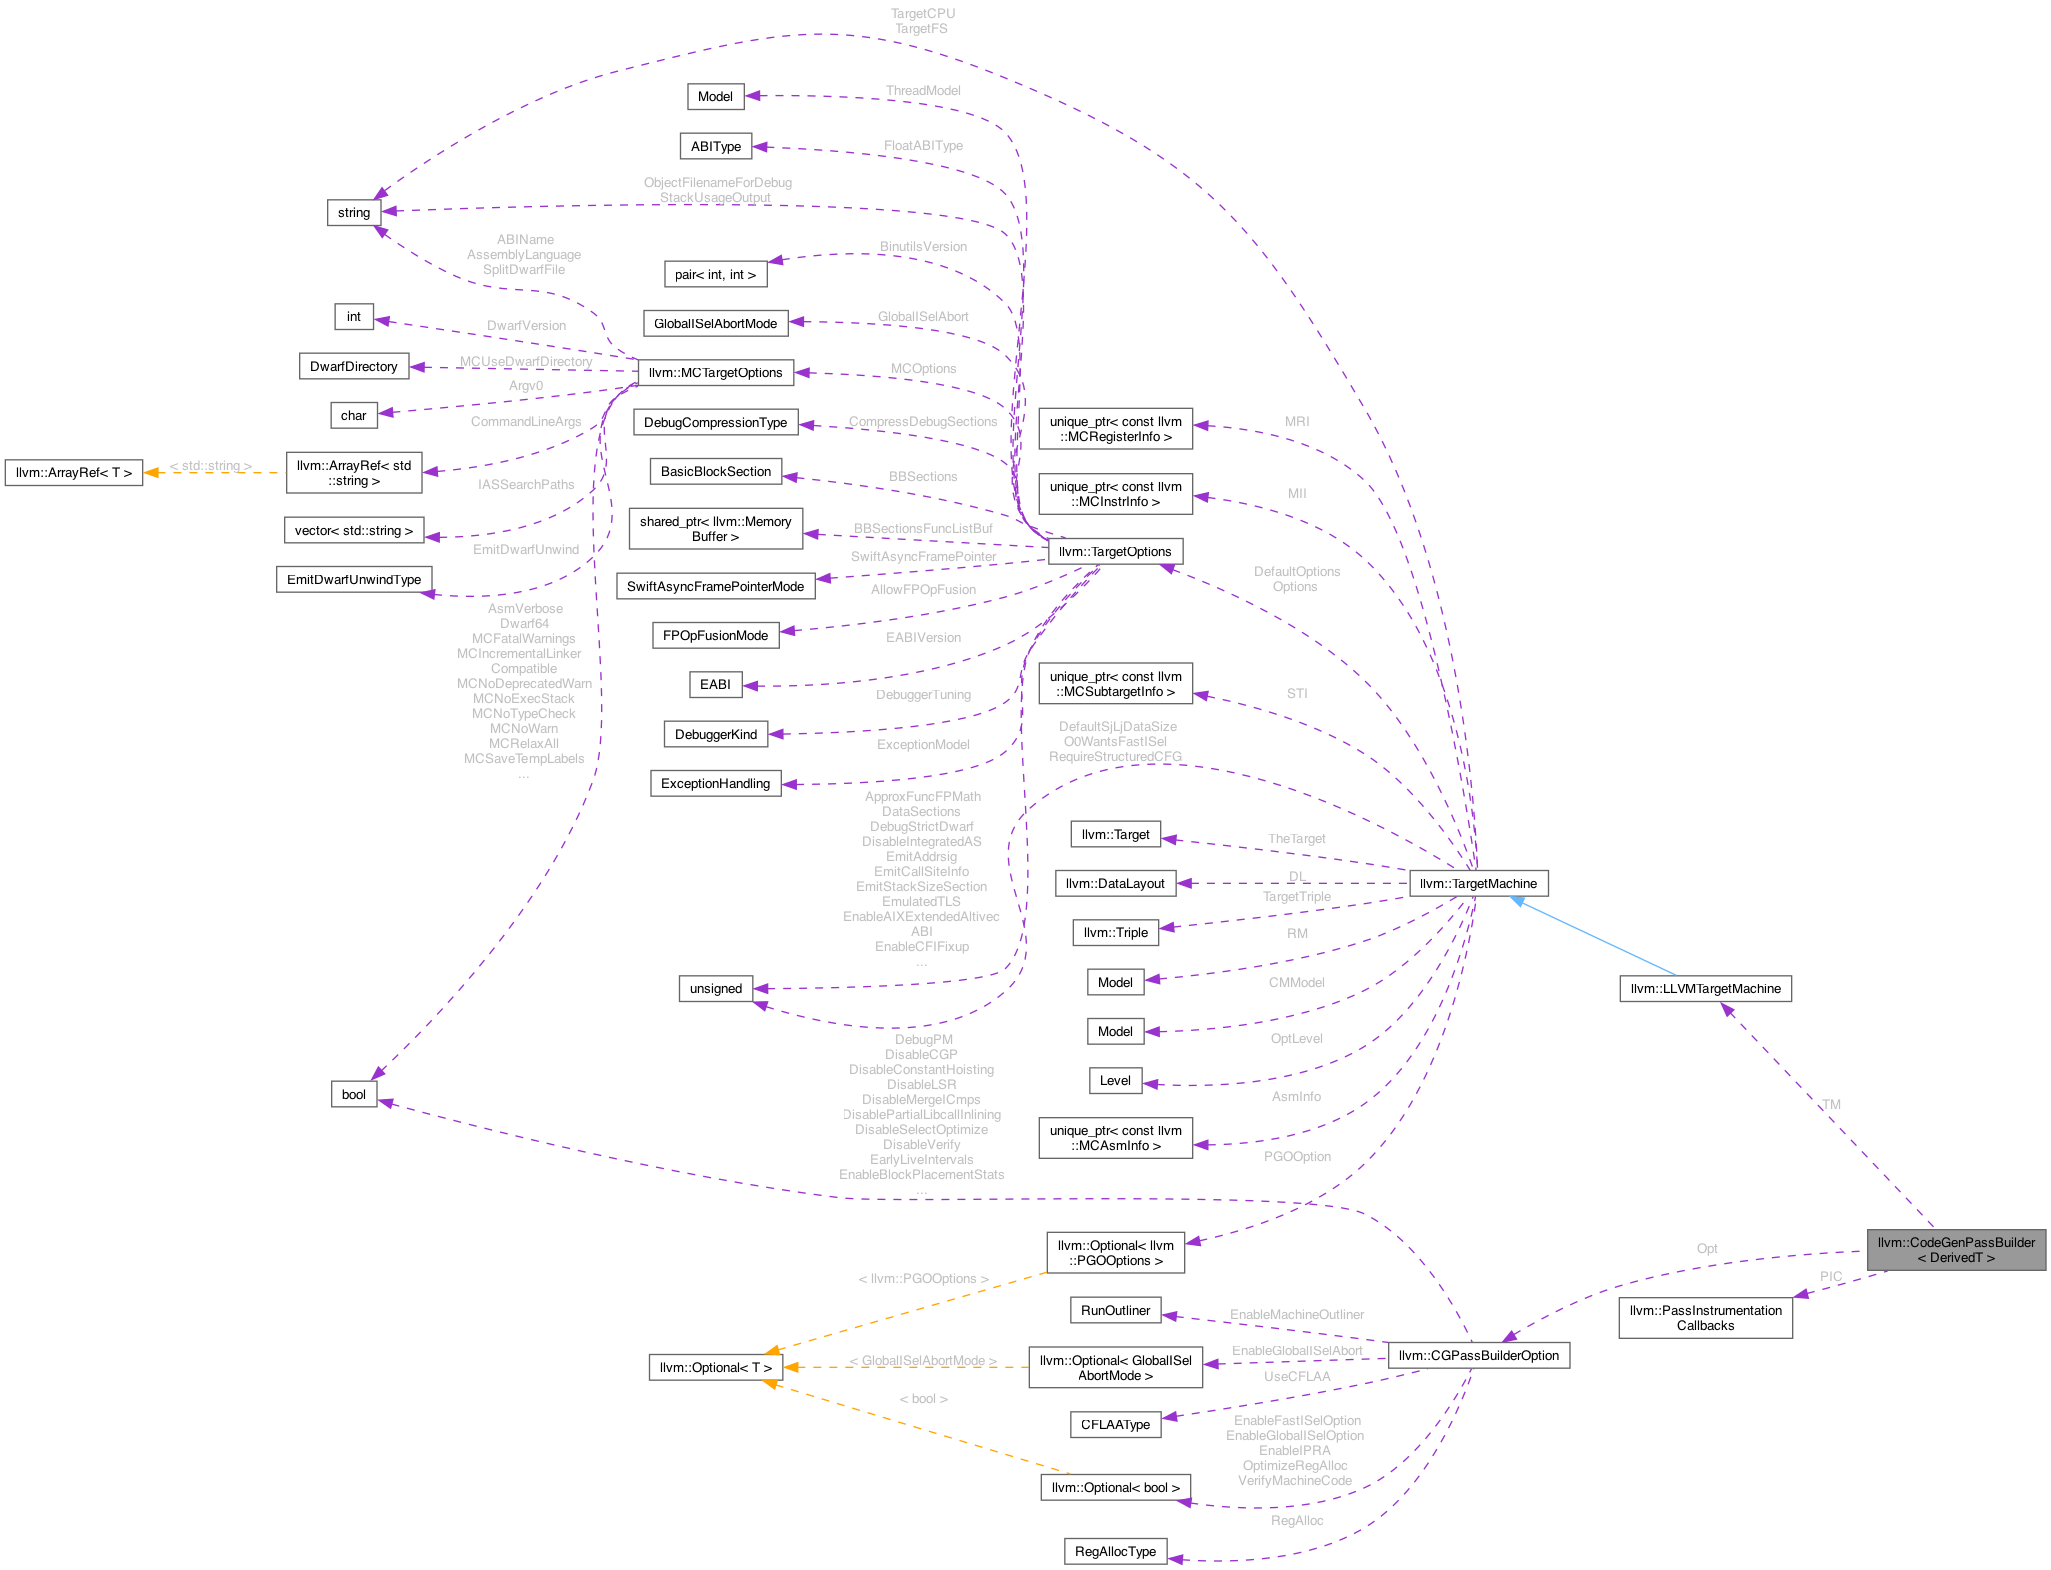 TargetCPU
TargetFS
Model
ThreadModel
ABIType
FloatABIType
string
ObjectFilenameForDebug
StackUsageOutput
ABIName
AssemblyLanguage
SplitDwarfFile
pair< int, int >
BinutilsVersion
int
DwarfVersion
GlobalISelAbortMode
GlobalISelAbort
DwarfDirectory
MCUseDwarfDirectory
llvm::MCTargetOptions
MCOptions
Argv0
char
CommandLineArgs
DebugCompressionType
CompressDebugSections
unique_ptr< const llvm
::MCRegisterInfo >
MRI
llvm::ArrayRef< T >
< std::string >
llvm::ArrayRef< std
::string >
IASSearchPaths
BasicBlockSection
BBSections
unique_ptr< const llvm
::MCInstrInfo >
MII
vector< std::string >
shared_ptr< llvm::Memory
Buffer >
BBSectionsFuncListBuf
llvm::TargetOptions
EmitDwarfUnwind
EmitDwarfUnwindType
SwiftAsyncFramePointerMode
SwiftAsyncFramePointer
DefaultOptions
Options
AllowFPOpFusion
FPOpFusionMode
AsmVerbose
Dwarf64
MCFatalWarnings
MCIncrementalLinker
Compatible
MCNoDeprecatedWarn
MCNoExecStack
MCNoTypeCheck
MCNoWarn
MCRelaxAll
MCSaveTempLabels
...
EABIVersion
EABI
DebuggerTuning
DebuggerKind
ExceptionModel
ExceptionHandling
unique_ptr< const llvm
::MCSubtargetInfo >
STI
DefaultSjLjDataSize
O0WantsFastISel
RequireStructuredCFG
ApproxFuncFPMath
DataSections
DebugStrictDwarf
DisableIntegratedAS
EmitAddrsig
EmitCallSiteInfo
EmitStackSizeSection
EmulatedTLS
EnableAIXExtendedAltivec
ABI
EnableCFIFixup
...
unsigned
llvm::Target
TheTarget
llvm::DataLayout
DL
llvm::TargetMachine
llvm::Triple
TargetTriple
Model
RM
Model
CMModel
Level
OptLevel
unique_ptr< const llvm
::MCAsmInfo >
AsmInfo
PGOOption
llvm::LLVMTargetMachine
TM
bool
DebugPM
DisableCGP
DisableConstantHoisting
DisableLSR
DisableMergeICmps
DisablePartialLibcallInlining
DisableSelectOptimize
DisableVerify
EarlyLiveIntervals
EnableBlockPlacementStats
...
llvm::Optional< llvm
::PGOOptions >
< llvm::PGOOptions >
Opt
llvm::CodeGenPassBuilder
< DerivedT >
PIC
llvm::PassInstrumentation
Callbacks
RunOutliner
EnableMachineOutliner
llvm::Optional< T >
< GlobalISelAbortMode >
llvm::Optional< GlobalISel
AbortMode >
EnableGlobalISelAbort
llvm::CGPassBuilderOption
UseCFLAA
CFLAAType
< bool >
EnableFastISelOption
EnableGlobalISelOption
EnableIPRA
OptimizeRegAlloc
VerifyMachineCode
llvm::Optional< bool >
RegAlloc
RegAllocType